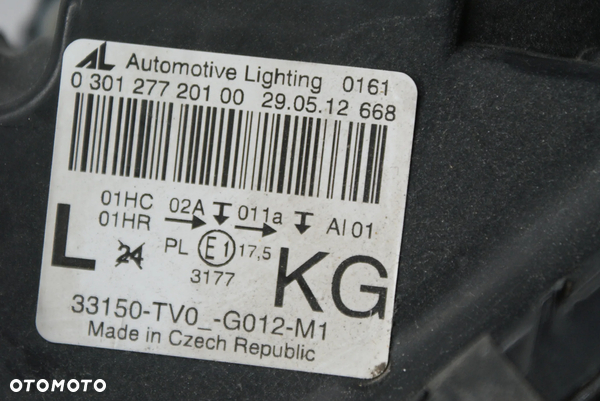 AL Automotive Lighting 0161
0 301 277 201 00 29.05.12 668
01HC 02A 011a AI 01
01HR
L 24 PL E1 17,5 KG
3177
33150-TV0_-G012-M1
Made in Czech Republic
OTOMOTO